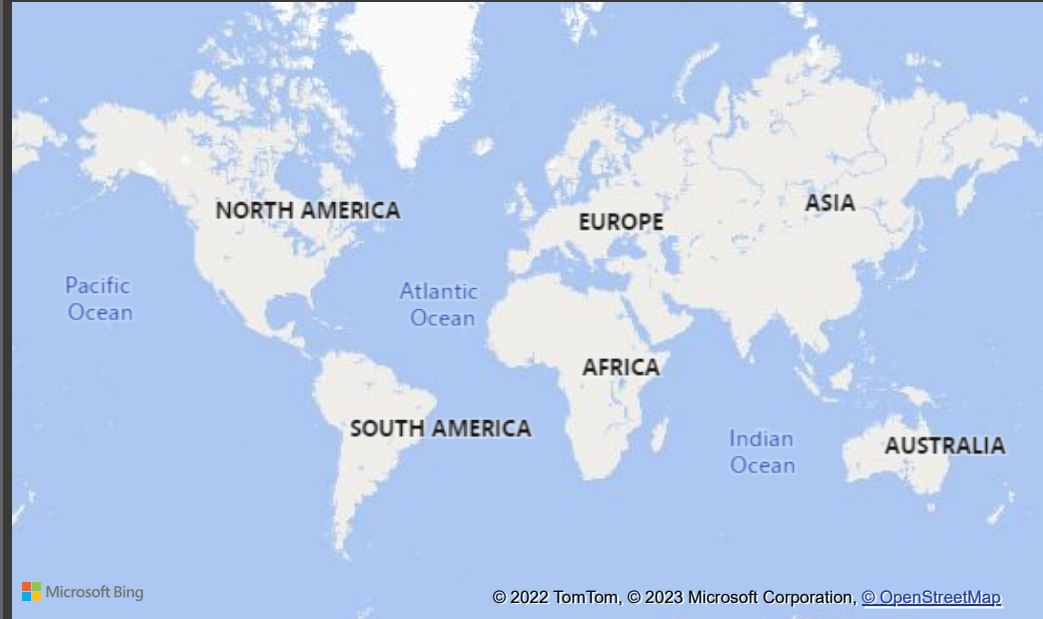 NORTH AMERICA
EUROPE
ASIA
Pacific
Ocean
Atlantic
Ocean
AFRICA
SOUTH AMERICA
Indian
Ocean
AUSTRALIA
Microsoft Bing
© 2022 TomTom, © 2023 Microsoft Corporation, © OpenStreetMap